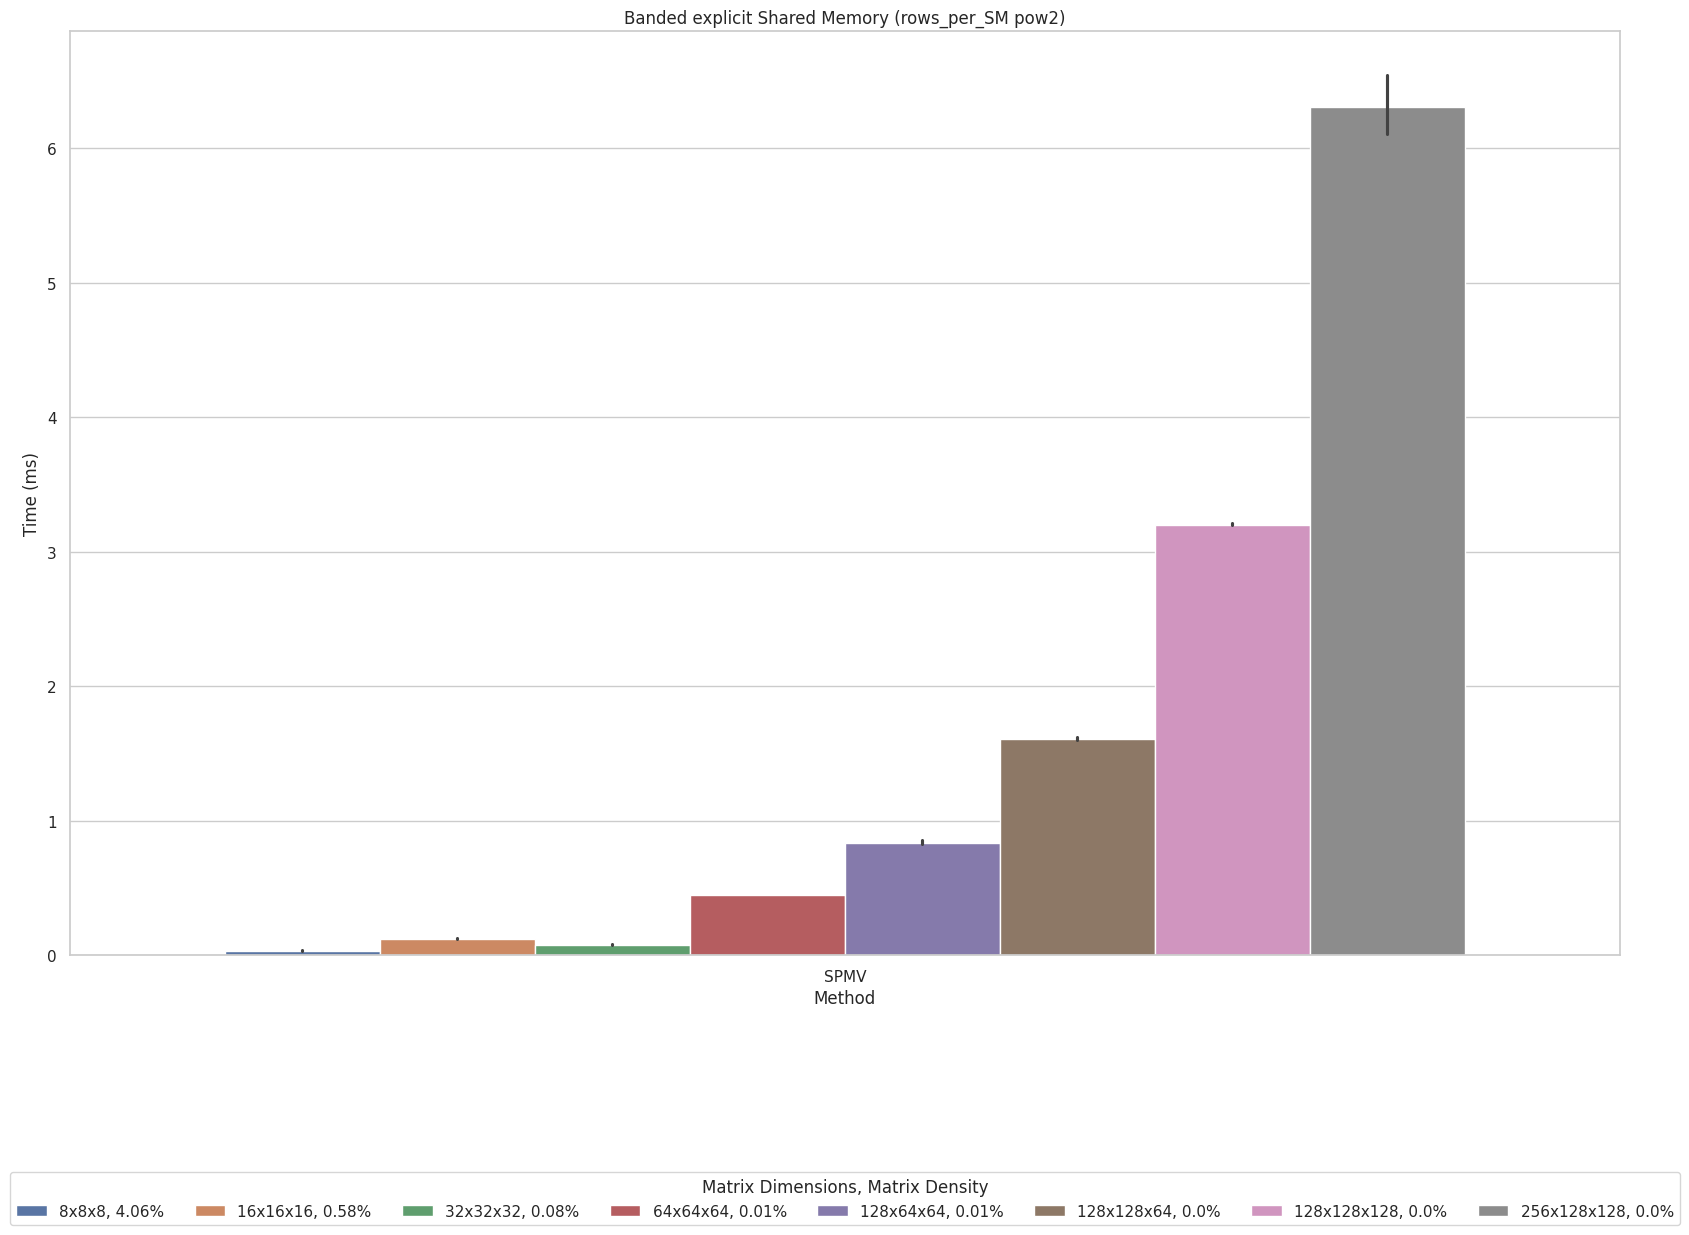 Banded explicit Shared Memory (rows_per_SM pow2)
6
5
4
3
2
1
0
Time (ms)
SPMV
Method
Matrix Dimensions, Matrix Density
8x8x8, 4.06% 16x16x16, 0.58% 32x32x32, 0.08% 64x64x64, 0.01% 128x64x64, 0.01% 128x128x64, 0.0% 128x128x128, 0.0% 256x128x128, 0.0%